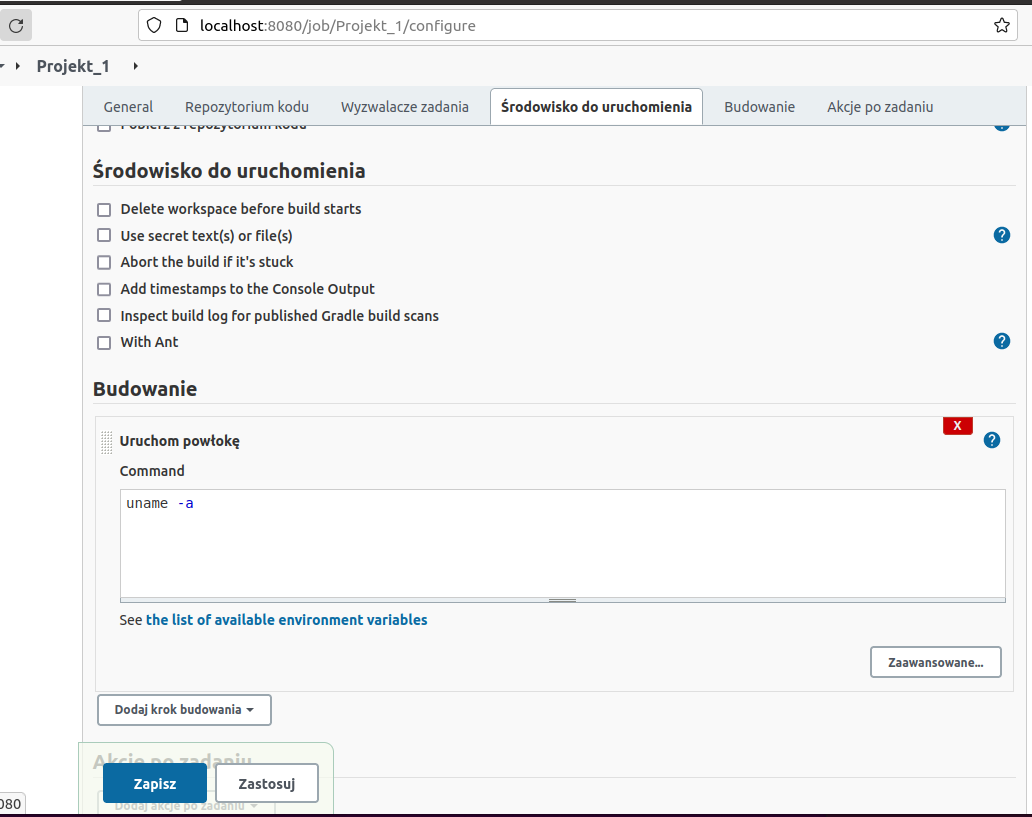 localhost:8080/job/Projekt_1/configure
Projekt_1
General Repozytorium kodu Wyzwalacze zadania Środowisko do uruchomienia Budowanie Akcje po zadaniu
Pobierz z repozytorium kodu
?
Środowisko do uruchomienia
Delete workspace before build starts
Use secret text(s) or file(s) ?
Abort the build if it's stuck
Add timestamps to the Console Output
Inspect build log for published Gradle build scans
With Ant ?
Budowanie
X
Uruchom powłokę ?
Command
uname -a
See the list of available environment variables
Zaawansowane...
Dodaj krok budowania
Akcje po zadaniu
Zapisz Zastosuj
Dodaj akcje po zadaniu
080